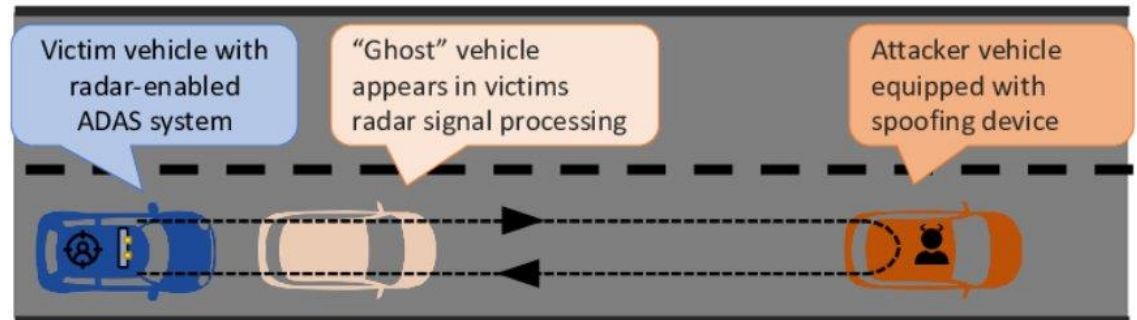 Victim vehicle with
radar-enabled
ADAS system
“Ghost” vehicle
appears in victims
radar signal processing
Attacker vehicle
equipped with
spoofing device